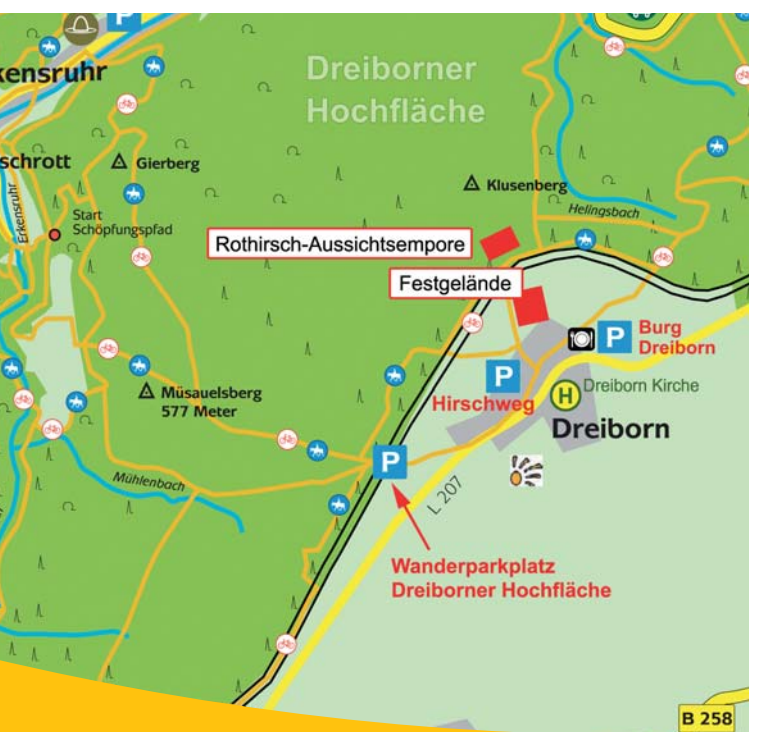 P
kensruhr
Dreiborner
Hochfläche
schrott
Gierberg
Klusenberg
Erkensruhr
Start
Schöpfungspfad
Helingsbach
Rothirsch-Aussichtsempore
Festgelände
P
Burg
Dreiborn
P
Hirschweg
H
Dreiborn Kirche
Müsauelsberg
577 Meter
Dreiborn
P
Mühlenbach
L 207
Wanderparkplatz
Dreiborner Hochfläche
B 258